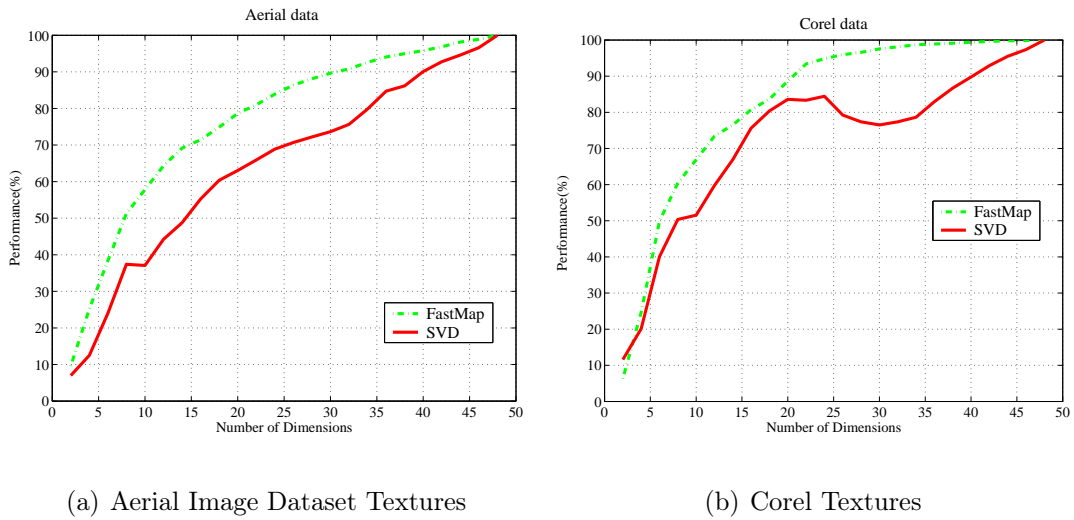 Aerial data
100
90
80
70
60
50
40
30
20
10
0
Performance(%)
0 5 10 15 20 25 30 35 40 45 50
Number of Dimensions
FastMap
SVD
(a) Aerial Image Dataset Textures
Corel data
100
90
80
70
60
50
40
30
20
10
0
Performance(%)
0 5 10 15 20 25 30 35 40 45 50
Number of Dimensions
FastMap
SVD
(b) Corel Textures